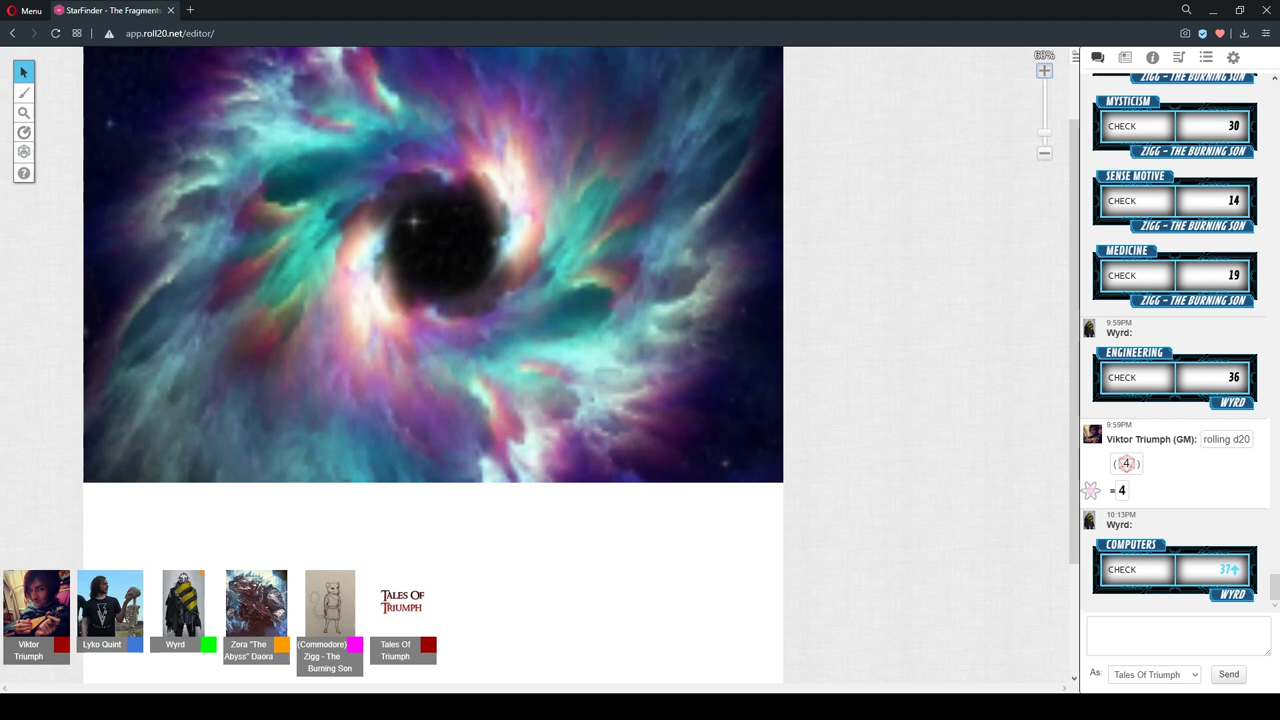 Menu
StarFinder - The Fragments
app.roll20.net/editor/
60%
ZIGG - THE BURNING SON
MYSTICISM
CHECK 30
ZIGG - THE BURNING SON
SENSE MOTIVE
CHECK 14
ZIGG - THE BURNING SON
MEDICINE
CHECK 19
ZIGG - THE BURNING SON
9:59PM
Wyrd:
ENGINEERING
CHECK 36
WYRD
9:59PM
Viktor Triumph (GM): rolling d20
(4)
=4
10:13PM
Wyrd:
COMPUTERS
CHECK 37
WYRD
As: Tales Of Triumph Send
TALES OF
TRIUMPH
Viktor
Triumph
Lyko Quint
Wyrd
Zora "The
Abyss" Daora
(Commodore)
Zigg - The
Burning Son
Tales Of
Triumph